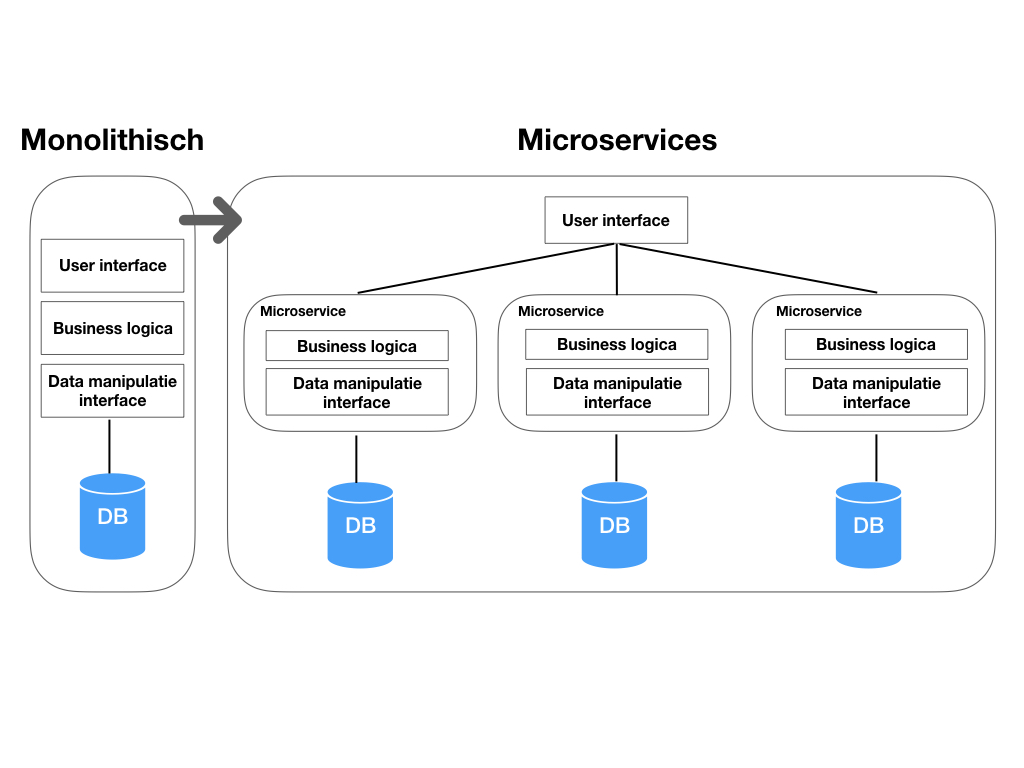 Monolithisch
User interface
Business logica
Data manipulatie
interface
DB
Microservices
User interface
Microservice
Business logica
Data manipulatie
interface
DB
Microservice
Business logica
Data manipulatie
interface
DB
Microservice
Business logica
Data manipulatie
interface
DB